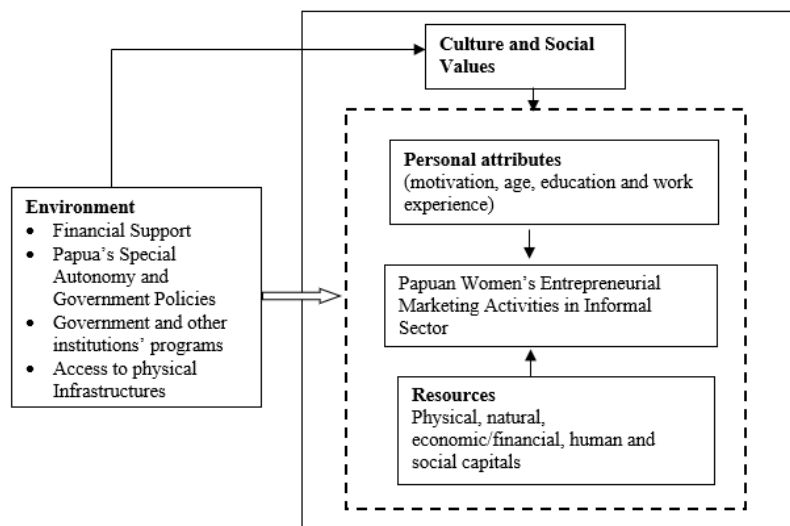 Culture and Social
Values
Personal attributes
(motivation, age, education and work
experience)
Environment
• Financial Support
• Papua's Special
Autonomy and
Government Policies
• Government and other
institutions' programs
• Access to physical
Infrastructures
Papuan Women's Entrepreneurial
Marketing Activities in Informal
Sector
Resources
Physical, natural,
economic/financial, human and
social capitals